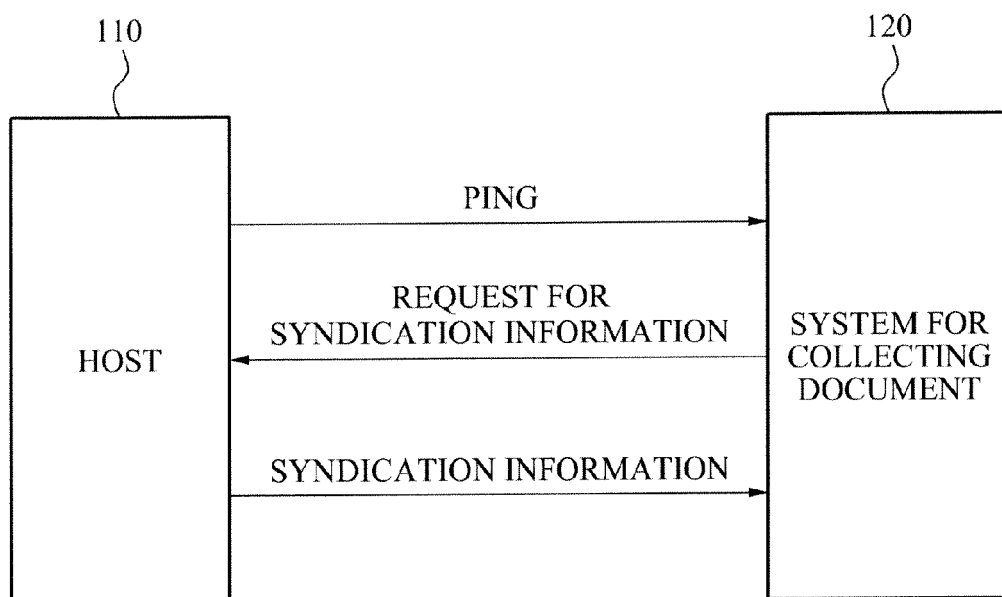 110
120
PING
REQUEST FOR
SYNDICATION INFORMATION
HOST
SYSTEM FOR
COLLECTING
DOCUMENT
SYNDICATION INFORMATION